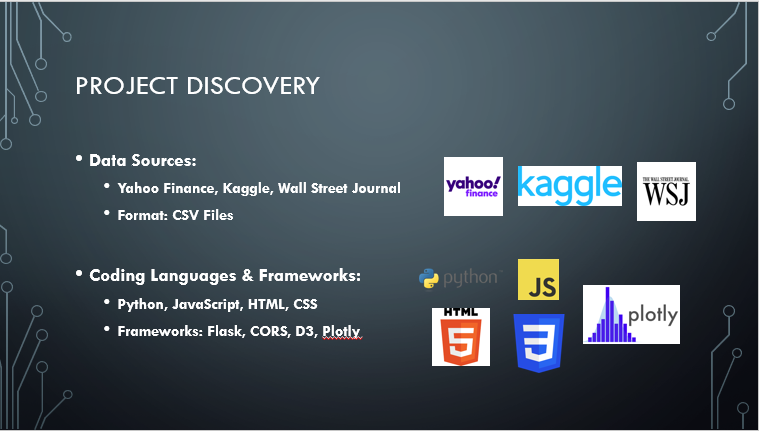 PROJECT DISCOVERY
• Data Sources:
• Yahoo Finance, Kaggle, Wall Street Journal
• Format: CSV Files
yahoo!
finance
kaggle
THE WALL STREET JOURNAL
WSJ
• Coding Languages & Frameworks:
• Python, JavaScript, HTML, CSS
• Frameworks: Flask, CORS, D3, Plotly
python
JS
plotly
HTML
5
3